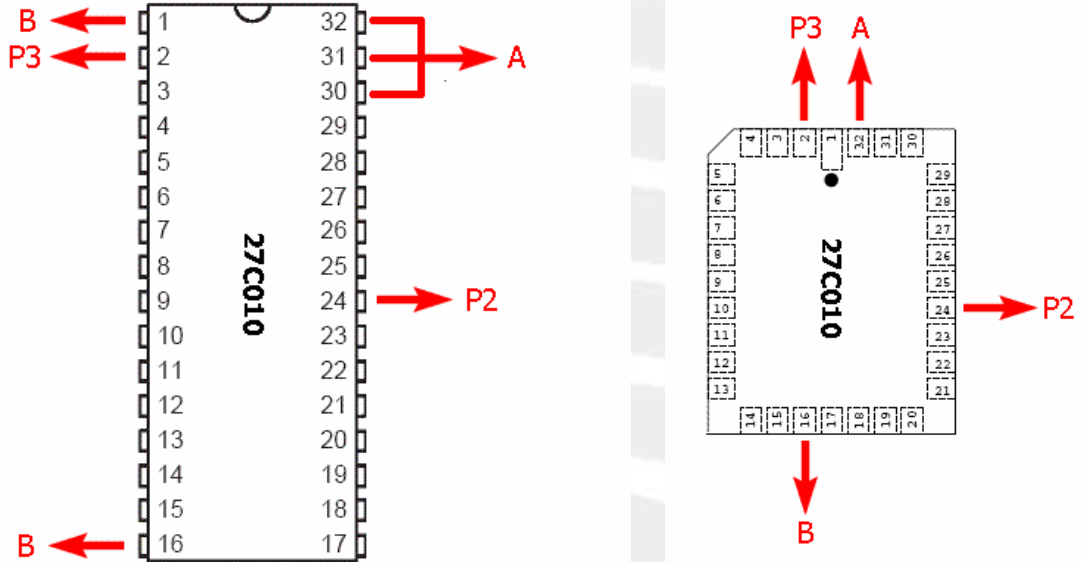 B 1 32
P3 2 31 A
3 30
4 29
5 28
6 27
7 26
8 25
9 24 P2
10 23
11 22
12 21
13 20
14 19
15 18
B 16 17
27C010
P3 A
4 3 2 1 32 31 30
5 29
6 28
7 27
8 26
9 25
10 24 P2
11 23
12 22
13 21
14 15 16 17 18 19 20
27C010
B